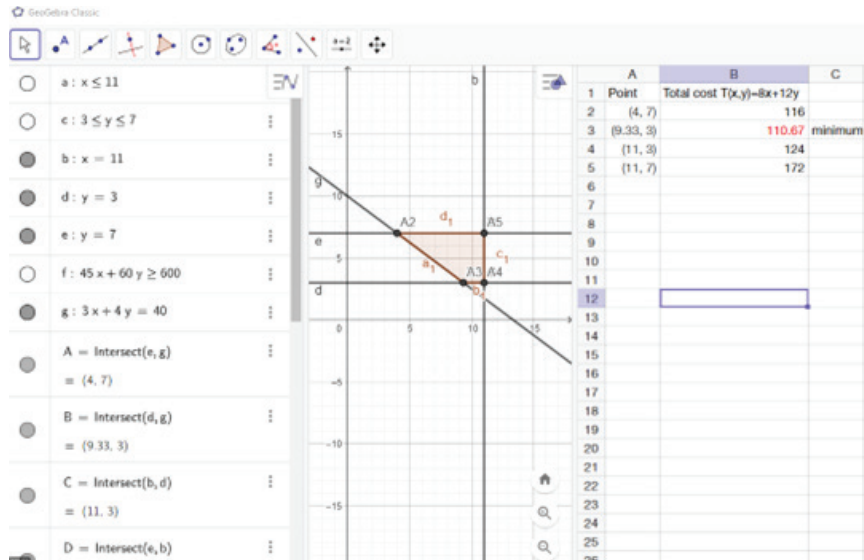 GeoGebra Classic
a=2
a : x ≤ 11
c : 3 ≤ y ≤ 7
b : x = 11
d : y = 3
e : y = 7
f : 45 x + 60 y ≥ 600
g : 3 x + 4 y = 40
A = Intersect(e, g)
= (4, 7)
B = Intersect(d, g)
= (9.33, 3)
C = Intersect(b, d)
= (11, 3)
D = Intersect(e, b)
b
15
g
10
A2 d₁ A5
e
5
a₁ c₁
A3 A4
d
b₁
0 5 10 15
−5
−10
−15
A B C
1 Point Total cost T(x,y)=8x+12y
2 (4, 7) 116
3 (9.33, 3) 110.67 minimum
4 (11, 3) 124
5 (11, 7) 172
6
7
8
9
10
11
12
13
14
15
16
17
18
19
20
21
22
23
24
25
26